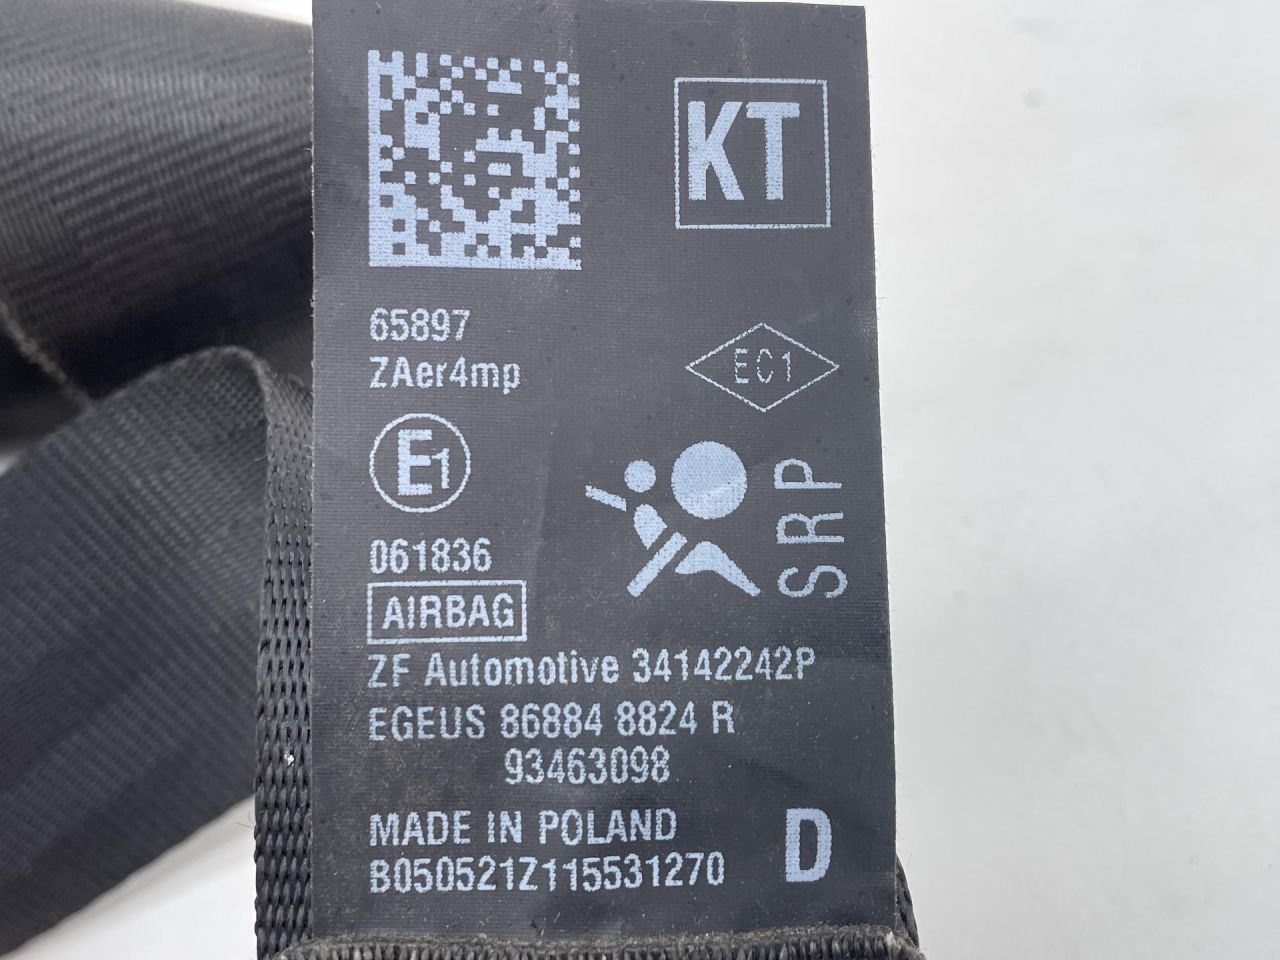 KT
65897
ZAer4mp
EC1
E1
SRP
061836
AIRBAG
ZF Automotive 34142242P
EGEUS 86884 8824 R
93463098
MADE IN POLAND
B050521Z115531270
D